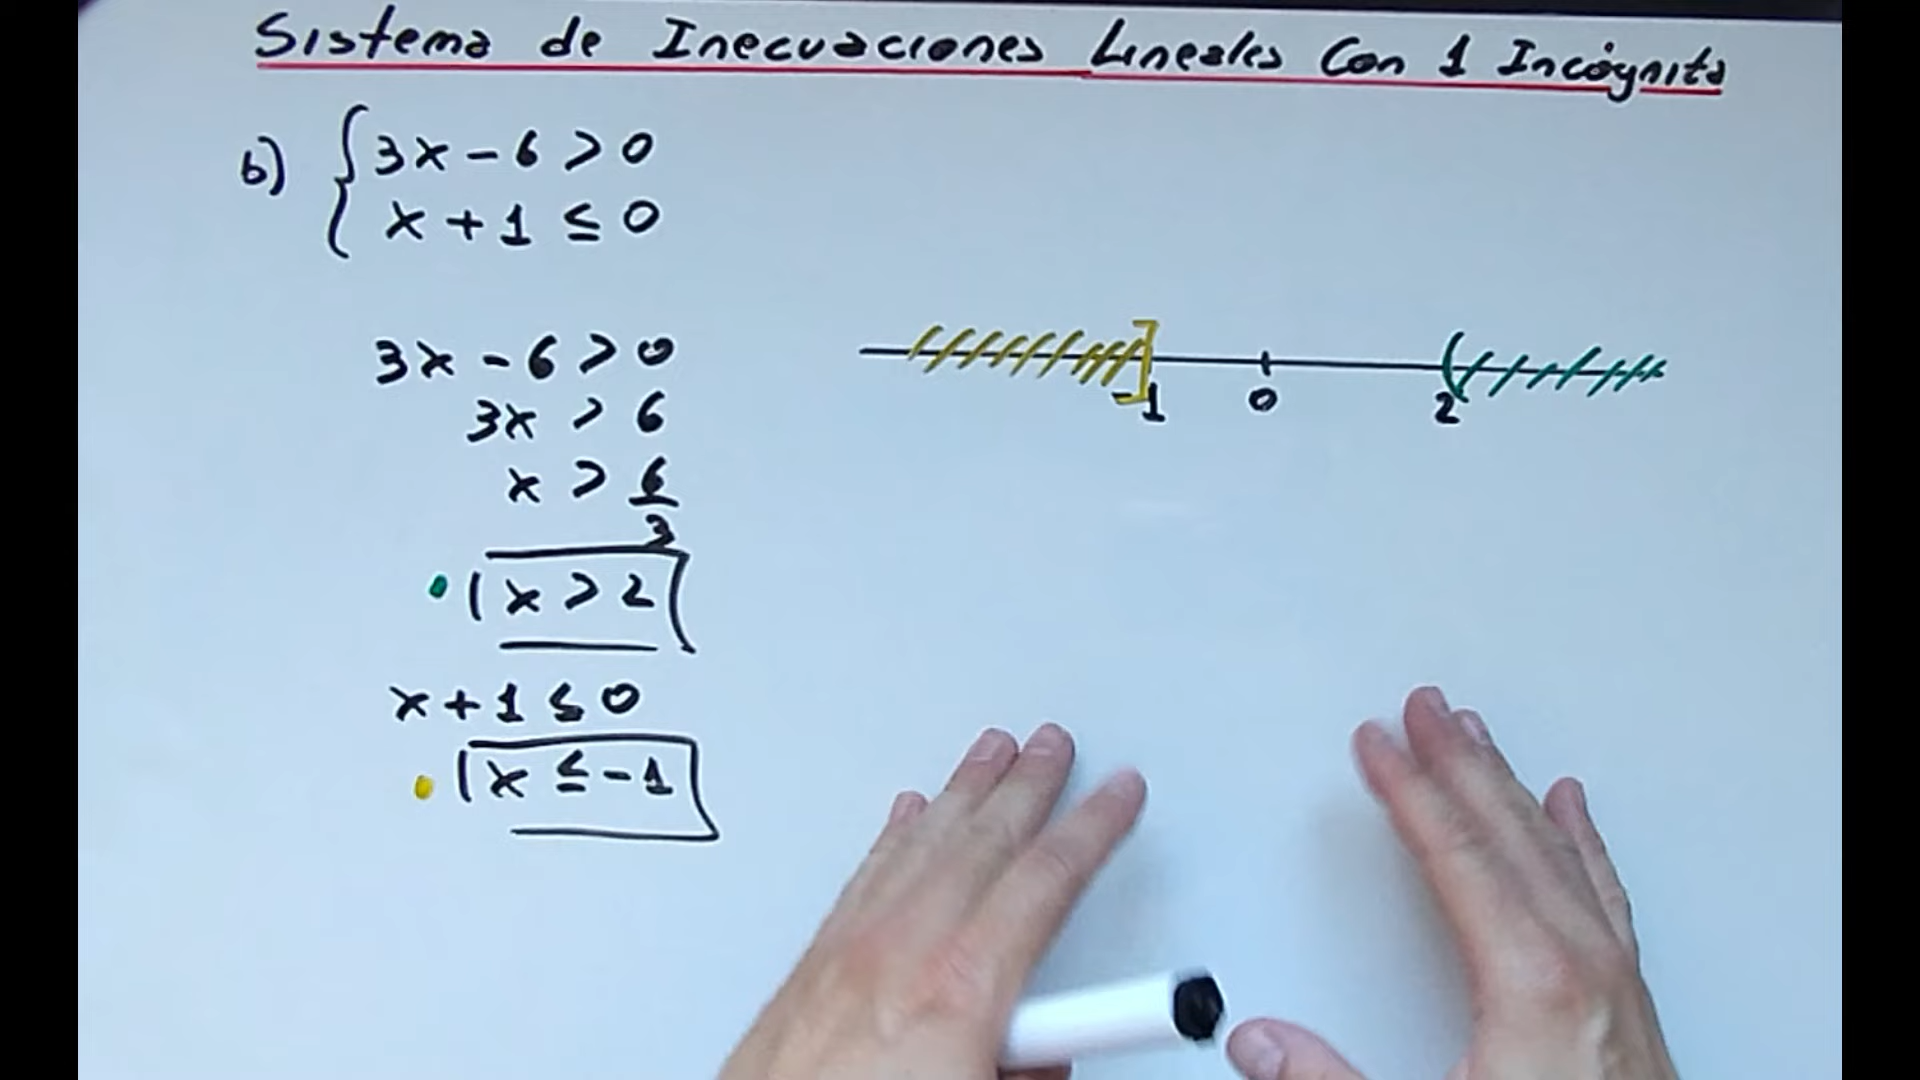 Sistema de Inecuaciones Lineales Con 1 Incógnita
b) { 3x - 6 > 0
x + 1 ≤ 0
3x - 6 > 0
3x > 6
x > 6/3
x > 2
x + 1 ≤ 0
x ≤ -1
-1 0 2